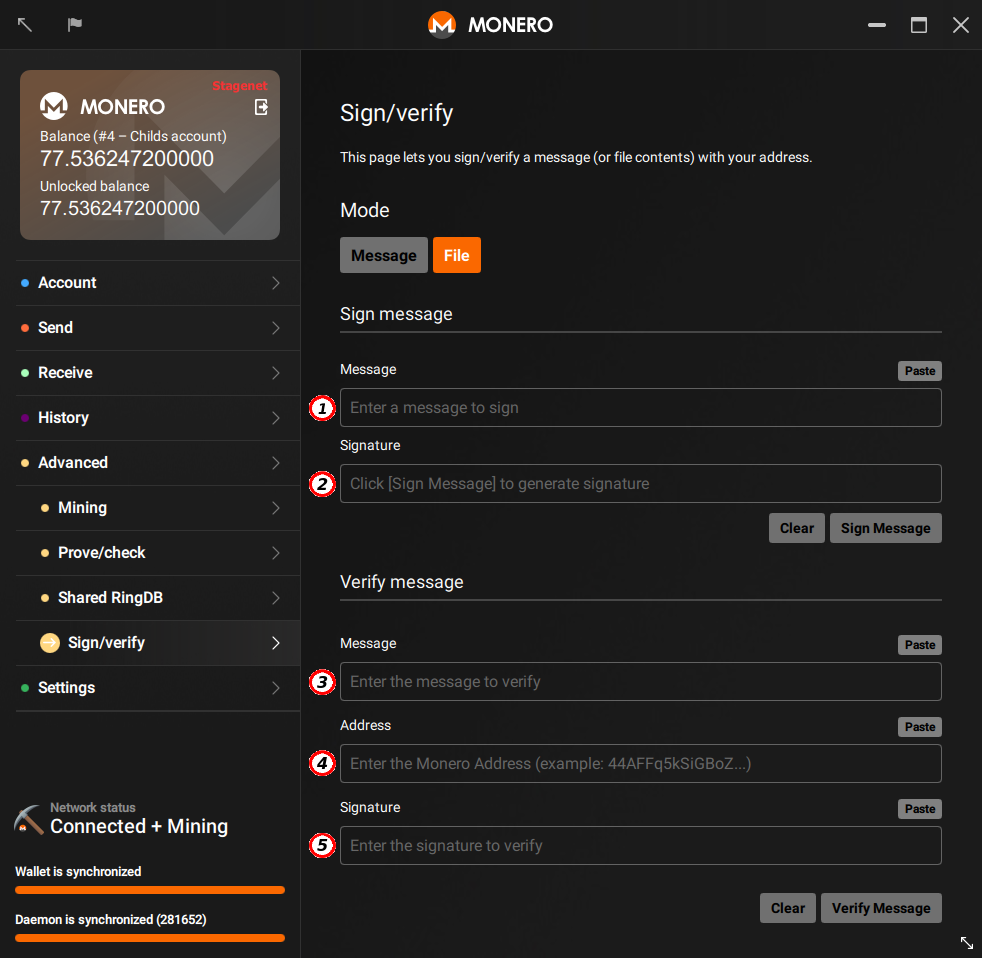 MONERO
Stagenet
MONERO
Balance (#4 – Childs account)
77.536247200000
Unlocked balance
77.536247200000
Account
Send
Receive
History
Advanced
Mining
Prove/check
Shared RingDB
Sign/verify
Settings
Network status
Connected + Mining
Wallet is synchronized
Daemon is synchronized (281652)
Sign/verify
This page lets you sign/verify a message (or file contents) with your address.
Mode
Message File
Sign message
Message Paste
1 Enter a message to sign
Signature
2 Click [Sign Message] to generate signature
Clear Sign Message
Verify message
Message Paste
3 Enter the message to verify
Address Paste
4 Enter the Monero Address (example: 44AFFq5kSiGBoZ...)
Signature Paste
5 Enter the signature to verify
Clear Verify Message